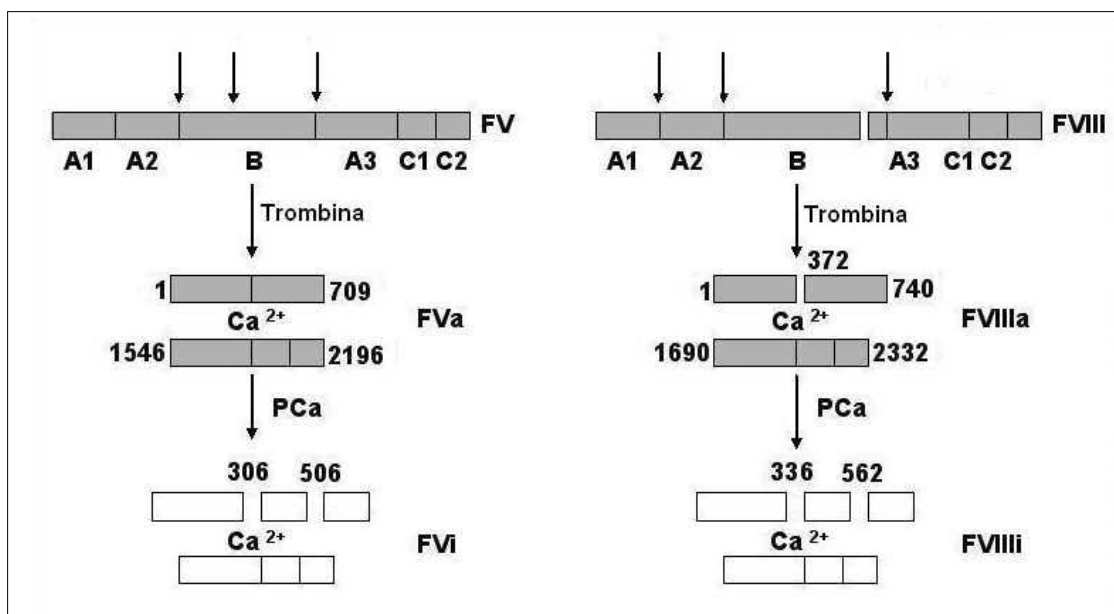 FV
A1 A2 B A3 C1 C2
Trombina
1 709
Ca 2+
FVa
1546 2196
PCa
306 506
Ca 2+
FVi
FVIII
A1 A2 B A3 C1 C2
Trombina
372
1 740
Ca 2+
FVIIIa
1690 2332
PCa
336 562
Ca 2+
FVIIIi